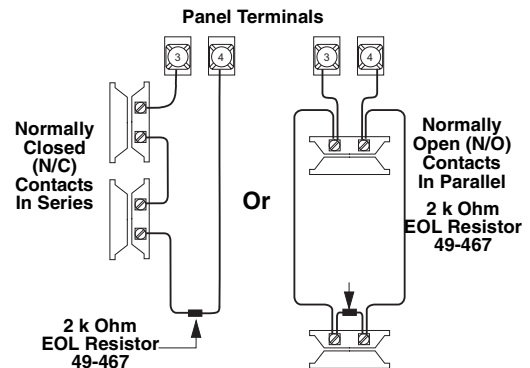 Panel Terminals
3 4 3 4
Normally
Closed
(N/C)
Contacts
In Series
Or
Normally
Open (N/O)
Contacts
In Parallel
2 k Ohm
EOL Resistor
49-467
2 k Ohm
EOL Resistor
49-467